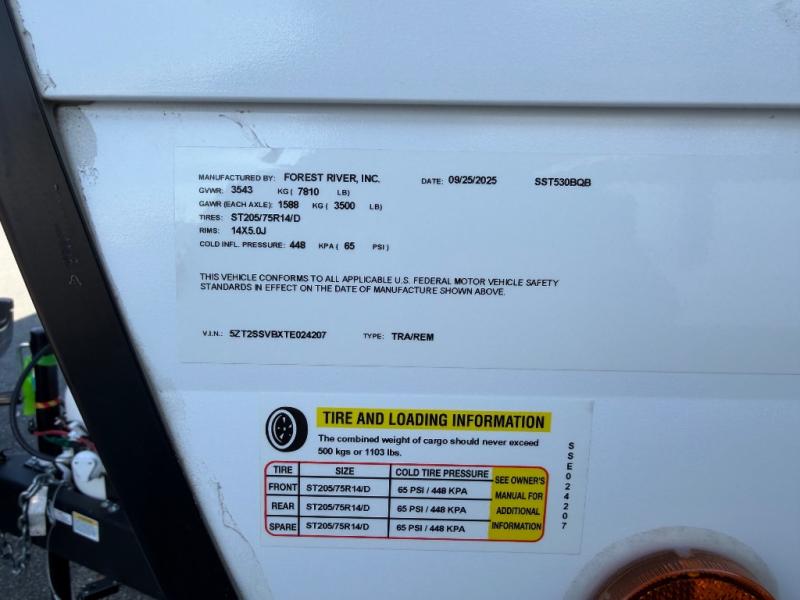 MANUFACTURED BY: FOREST RIVER, INC. DATE: 09/25/2025 SST530BQB
GVWR: 3543 KG ( 7810 LB)
GAWR (EACH AXLE): 1588 KG ( 3500 LB)
TIRES: ST205/75R14/D
RIMS: 14X5.0J
COLD INFL. PRESSURE: 448 KPA ( 65 PSI )
THIS VEHICLE CONFORMS TO ALL APPLICABLE U.S. FEDERAL MOTOR VEHICLE SAFETY
STANDARDS IN EFFECT ON THE DATE OF MANUFACTURE SHOWN ABOVE.
V.I.N.: 5ZT2SSVBXTE024207 TYPE: TRA/REM
TIRE AND LOADING INFORMATION
The combined weight of cargo should never exceed
500 kgs or 1103 lbs.
TIRE SIZE COLD TIRE PRESSURE
FRONT ST205/75R14/D 65 PSI / 448 KPA
REAR ST205/75R14/D 65 PSI / 448 KPA
SPARE ST205/75R14/D 65 PSI / 448 KPA
SEE OWNER'S
MANUAL FOR
ADDITIONAL
INFORMATION
SSE024207